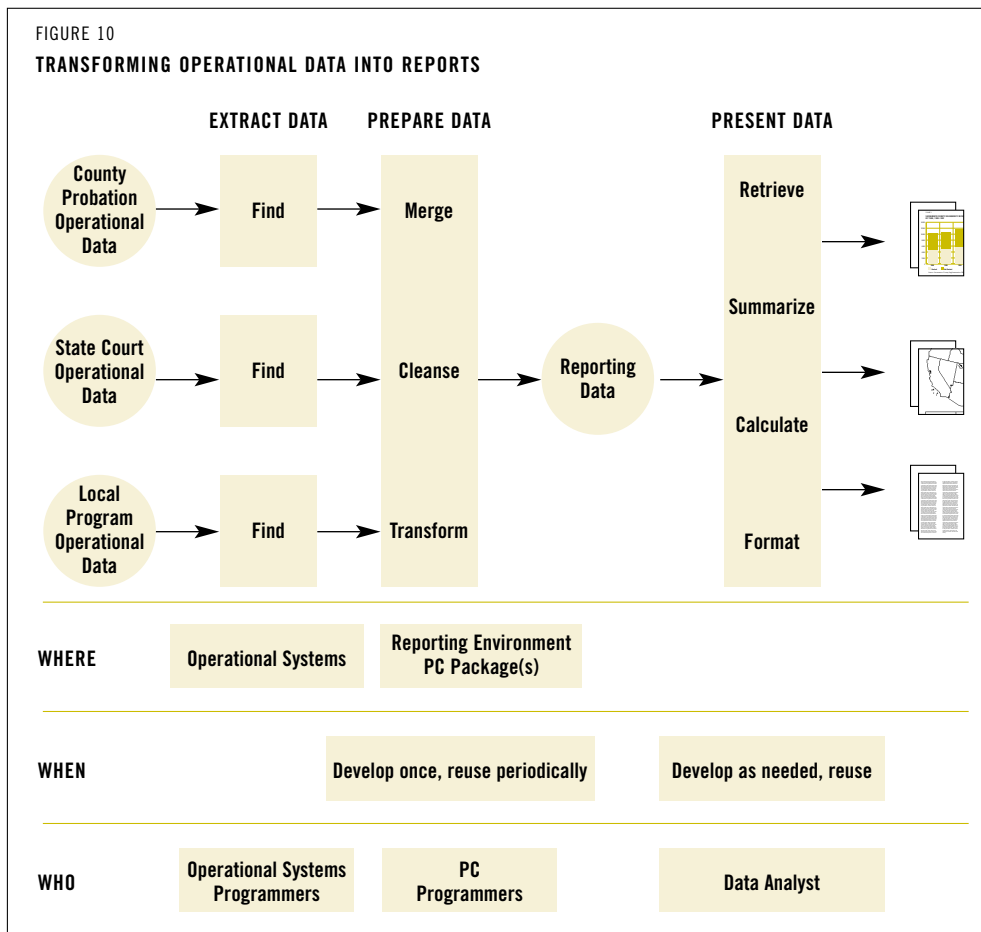 FIGURE 10
TRANSFORMING OPERATIONAL DATA INTO REPORTS
EXTRACT DATA
PREPARE DATA
PRESENT DATA
County
Probation
Operational
Data
Find
Merge
Retrieve
Summarize
State Court
Operational
Data
Find
Cleanse
Reporting
Data
Calculate
Local
Program
Operational
Data
Find
Transform
Format
WHERE
Operational Systems
Reporting Environment
PC Package(s)
WHEN
Develop once, reuse periodically
Develop as needed, reuse
WHO
Operational Systems
Programmers
PC
Programmers
Data Analyst